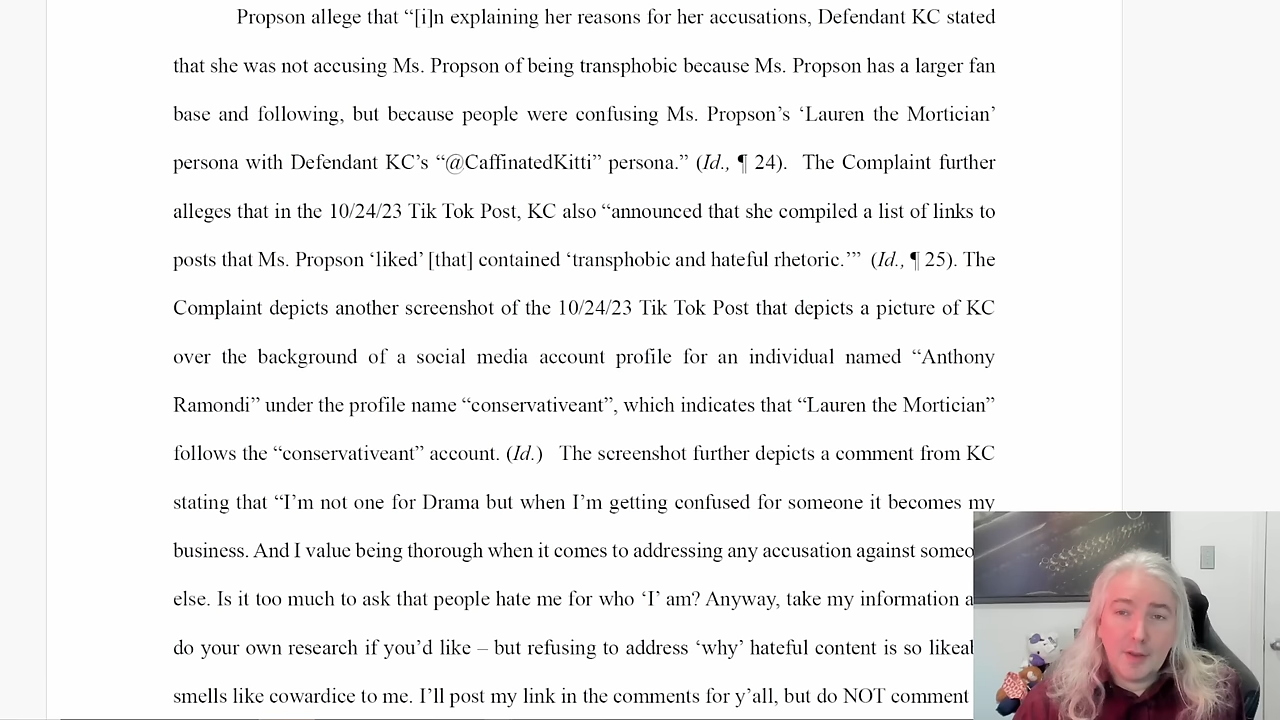 Propson allege that “[i]n explaining her reasons for her accusations, Defendant KC stated
that she was not accusing Ms. Propson of being transphobic because Ms. Propson has a larger fan
base and following, but because people were confusing Ms. Propson’s ‘Lauren the Mortician’
persona with Defendant KC’s “@CaffinatedKitti” persona.” (Id., ¶ 24).  The Complaint further
alleges that in the 10/24/23 Tik Tok Post, KC also “announced that she compiled a list of links to
posts that Ms. Propson ‘liked’ [that] contained ‘transphobic and hateful rhetoric.’”  (Id., ¶ 25). The
Complaint depicts another screenshot of the 10/24/23 Tik Tok Post that depicts a picture of KC
over the background of a social media account profile for an individual named “Anthony
Ramondi” under the profile name “conservativeant”, which indicates that “Lauren the Mortician”
follows the “conservativeant” account. (Id.)   The screenshot further depicts a comment from KC
stating that “I’m not one for Drama but when I’m getting confused for someone it becomes my
business. And I value being thorough when it comes to addressing any accusation against
else. Is it too much to ask that people hate me for who ‘I’ am? Anyway, take my information
do your own research if you’d like – but refusing to address ‘why’ hateful content is so
smells like cowardice to me. I’ll post my link in the comments for y’all, but do NOT comment